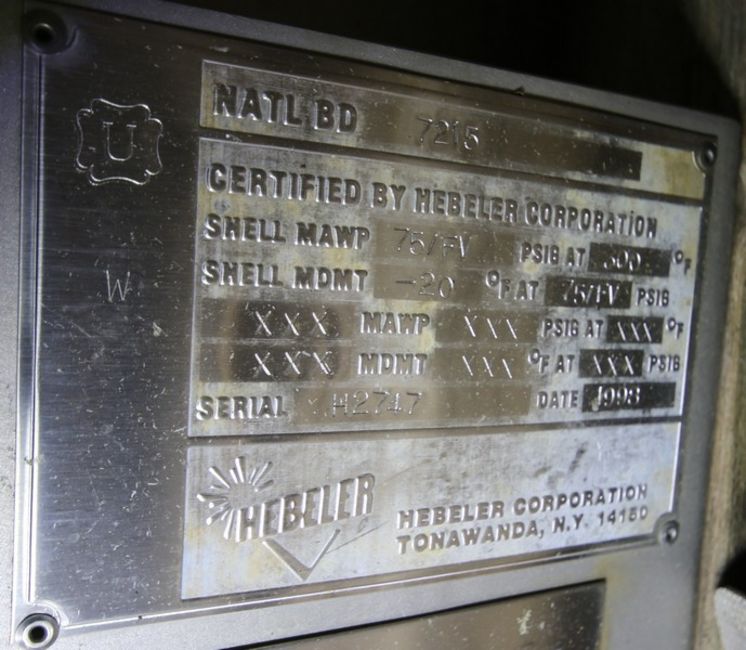 U
NATL BD 7215
CERTIFIED BY HEBELER CORPORATION
SHELL MAWP 75/FV PSIG AT 300 °F
SHELL MDMT -20 °F AT 75/FV PSIG
XXX MAWP XXX PSIG AT XXX °F
XXX MDMT XXX °F AT XXX PSIG
W
SERIAL H2747 DATE 1998
HEBELER
HEBELER CORPORATION
TONAWANDA, N.Y. 14150